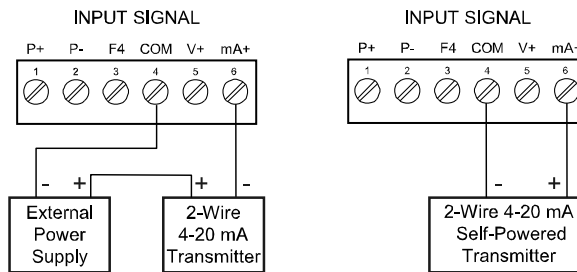 INPUT SIGNAL
P+ P- F4 COM V+ mA+
1 2 3 4 5 6
- + + -
External
Power
Supply
2-Wire
4-20 mA
Transmitter
INPUT SIGNAL
P+ P- F4 COM V+ mA+
1 2 3 4 5 6
- +
2-Wire 4-20 mA
Self-Powered
Transmitter